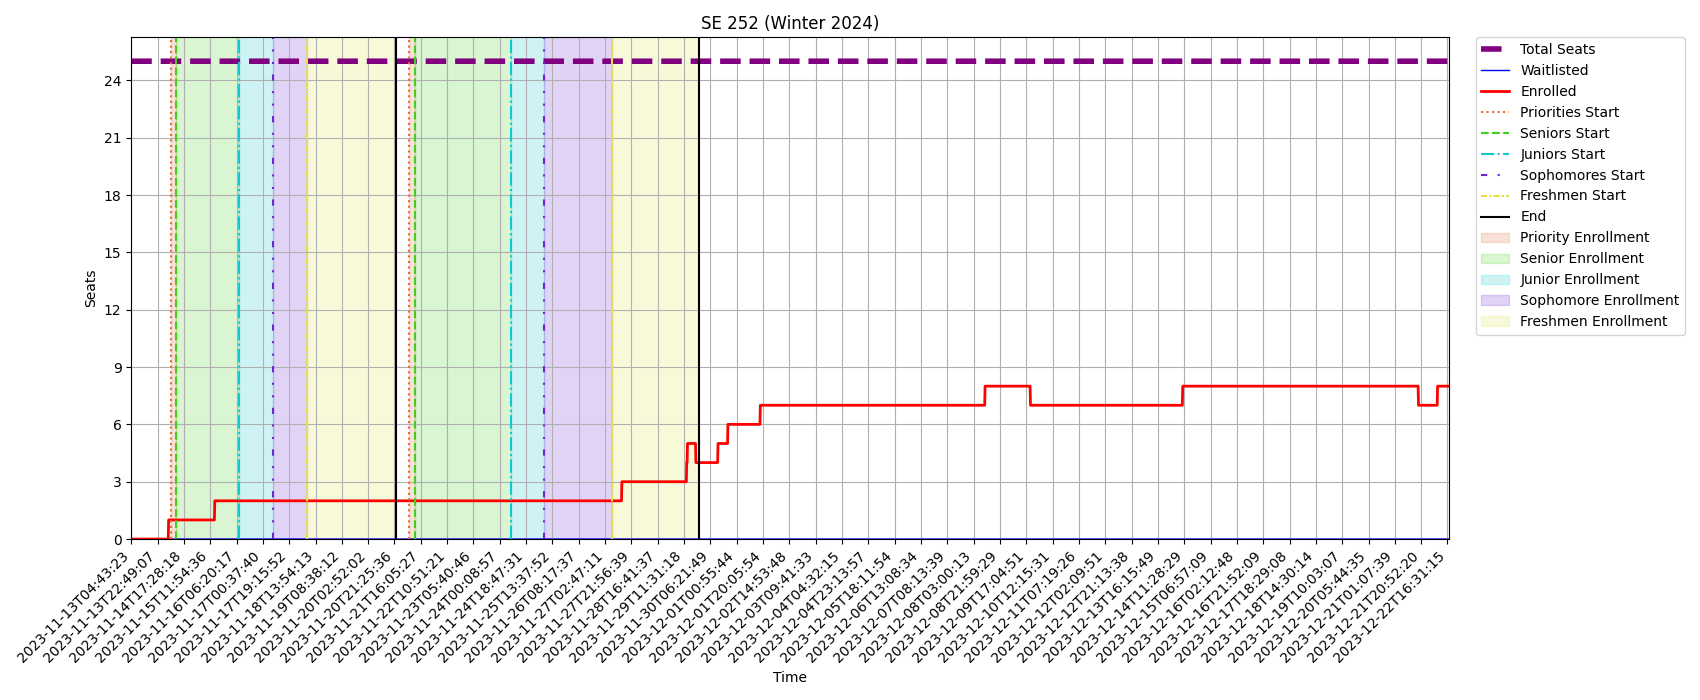 SE 252 (Winter 2024)
Seats
24
21
18
15
12
9
6
3
0
2023-11-13T04:43:23
2023-11-13T22:49:07
2023-11-14T17:28:18
2023-11-15T11:54:36
2023-11-16T06:20:17
2023-11-17T00:37:40
2023-11-17T19:15:52
2023-11-18T13:54:13
2023-11-19T08:38:12
2023-11-20T02:52:02
2023-11-20T21:25:36
2023-11-21T16:05:27
2023-11-22T10:51:21
2023-11-23T05:40:46
2023-11-24T00:08:57
2023-11-24T18:47:31
2023-11-25T13:37:52
2023-11-26T08:17:37
2023-11-27T02:47:11
2023-11-27T21:56:39
2023-11-28T16:41:37
2023-11-29T11:31:18
2023-11-30T06:21:49
2023-12-01T00:55:44
2023-12-01T20:05:54
2023-12-02T14:53:48
2023-12-03T09:41:33
2023-12-04T04:32:15
2023-12-04T23:13:57
2023-12-05T18:11:54
2023-12-06T13:08:34
2023-12-07T08:13:39
2023-12-08T03:00:13
2023-12-08T21:59:29
2023-12-09T17:04:51
2023-12-10T12:15:31
2023-12-11T07:19:26
2023-12-12T02:09:51
2023-12-12T21:13:38
2023-12-13T16:15:49
2023-12-14T11:28:29
2023-12-15T06:57:09
2023-12-16T02:12:48
2023-12-16T21:52:09
2023-12-17T18:29:08
2023-12-18T14:30:14
2023-12-19T10:03:07
2023-12-20T05:44:35
2023-12-21T01:07:39
2023-12-21T20:52:20
2023-12-22T16:31:15
Time
Total Seats
Waitlisted
Enrolled
Priorities Start
Seniors Start
Juniors Start
Sophomores Start
Freshmen Start
End
Priority Enrollment
Senior Enrollment
Junior Enrollment
Sophomore Enrollment
Freshmen Enrollment